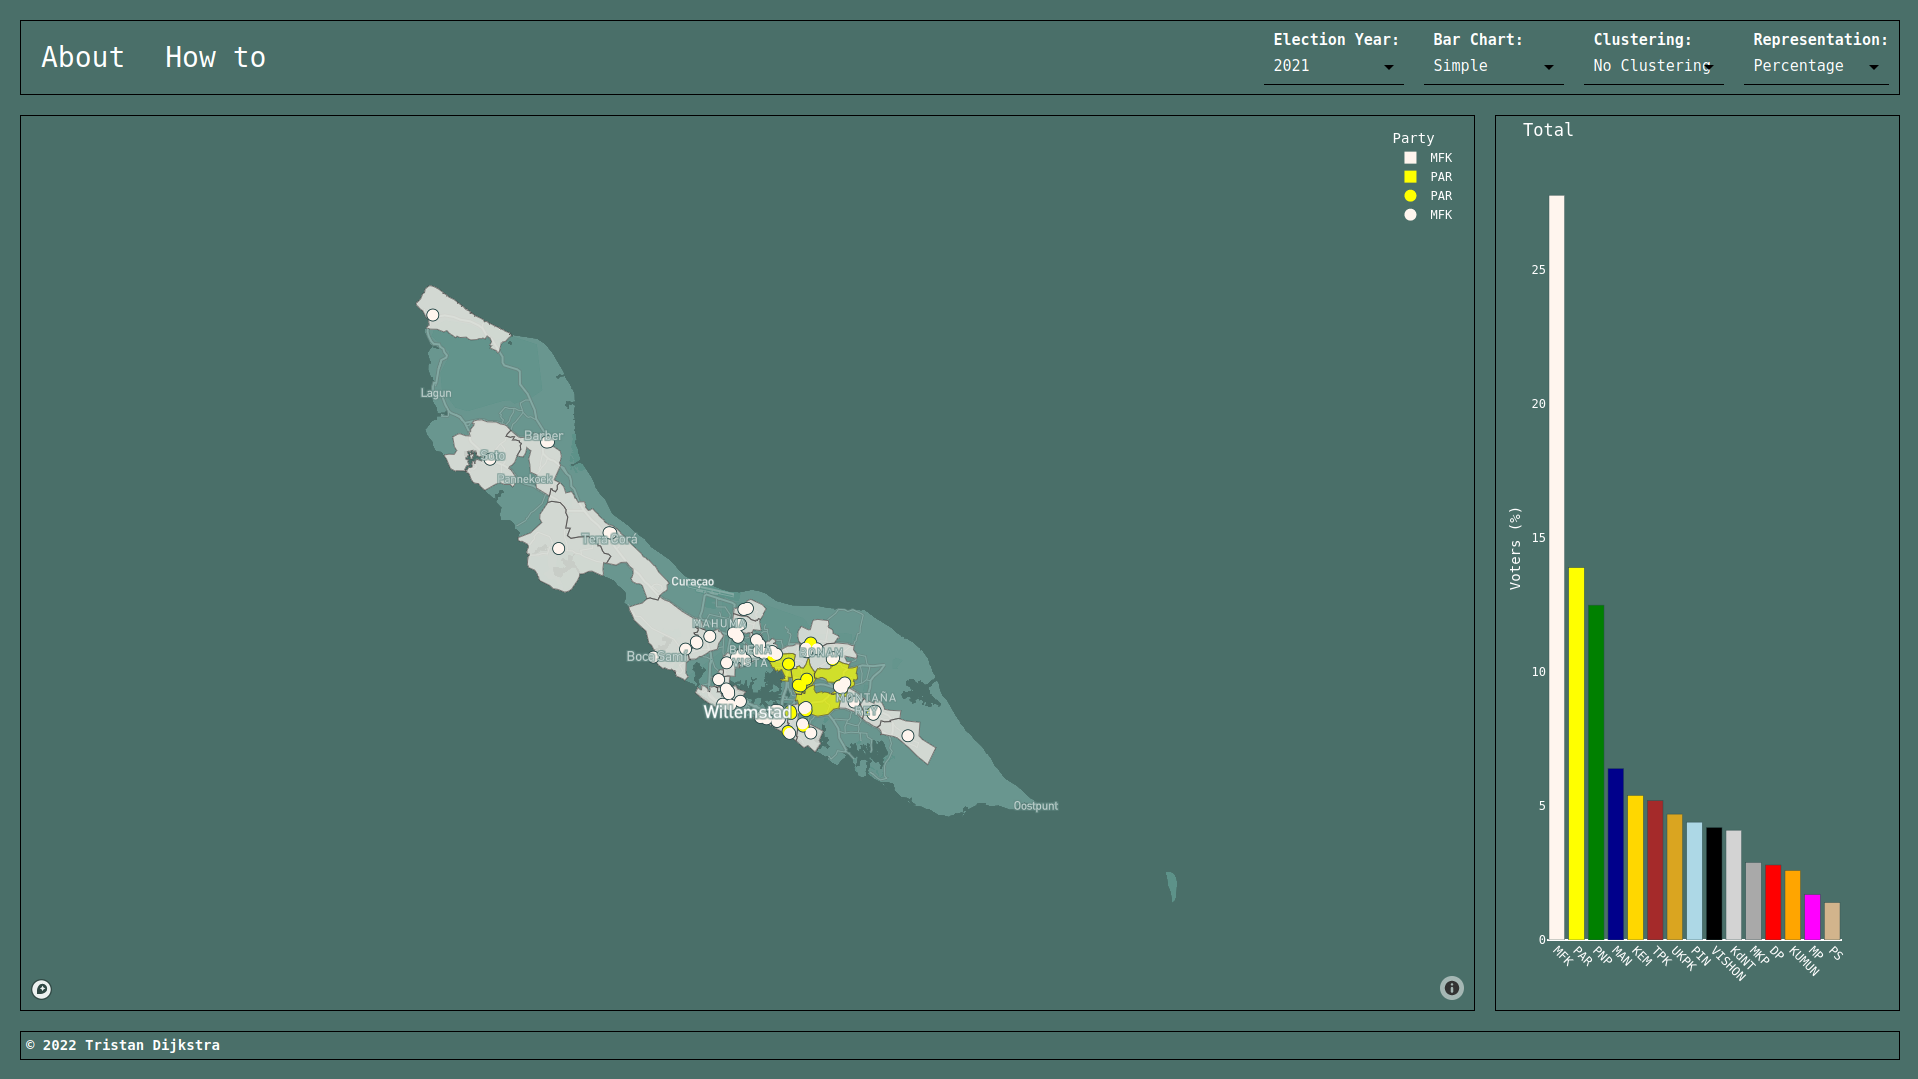 About How to
Election Year: Bar Chart: Clustering: Representation:
2021 Simple No Clustering Percentage
Party
MFK
PAR
PAR
MFK
Lagun
Barber
Soto
Pannekoek
Tera Corá
Curaçao
MAHUMA
BUENA
VISTA
BONAM
Boca Sami
MONTAÑA
REY
Willemstad
Oostpunt
Total
25
20
15
10
5
0
Voters (%)
MFK PAR PNP MAN KEM TPK UKPK PIN VISHON KdNT MKP DP KUMUN MP PS
© 2022 Tristan Dijkstra